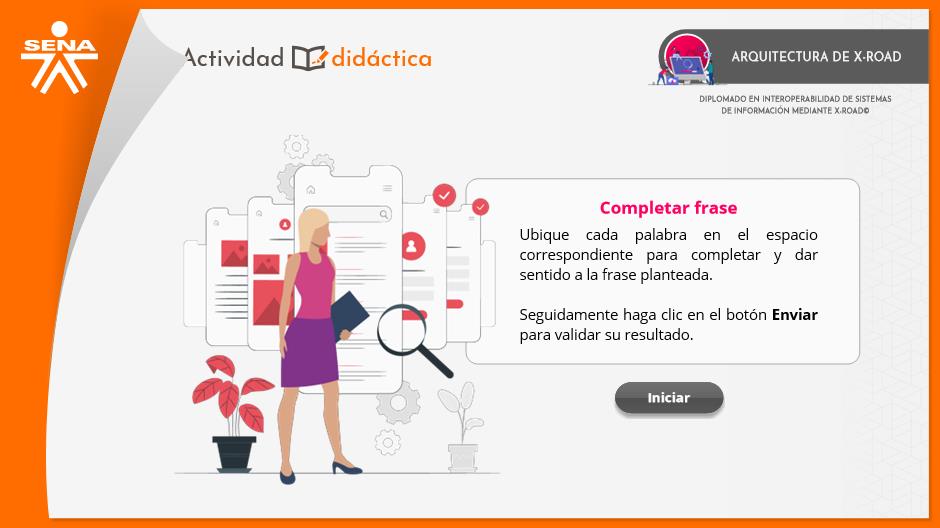 SENA
Actividad didáctica
ARQUITECTURA DE X-ROAD
DIPLOMADO EN INTEROPERABILIDAD DE SISTEMAS
DE INFORMACIÓN MEDIANTE X-ROAD©
Completar frase
Ubique cada palabra en el espacio
correspondiente para completar y dar
sentido a la frase planteada.
Seguidamente haga clic en el botón Enviar
para validar su resultado.
Iniciar